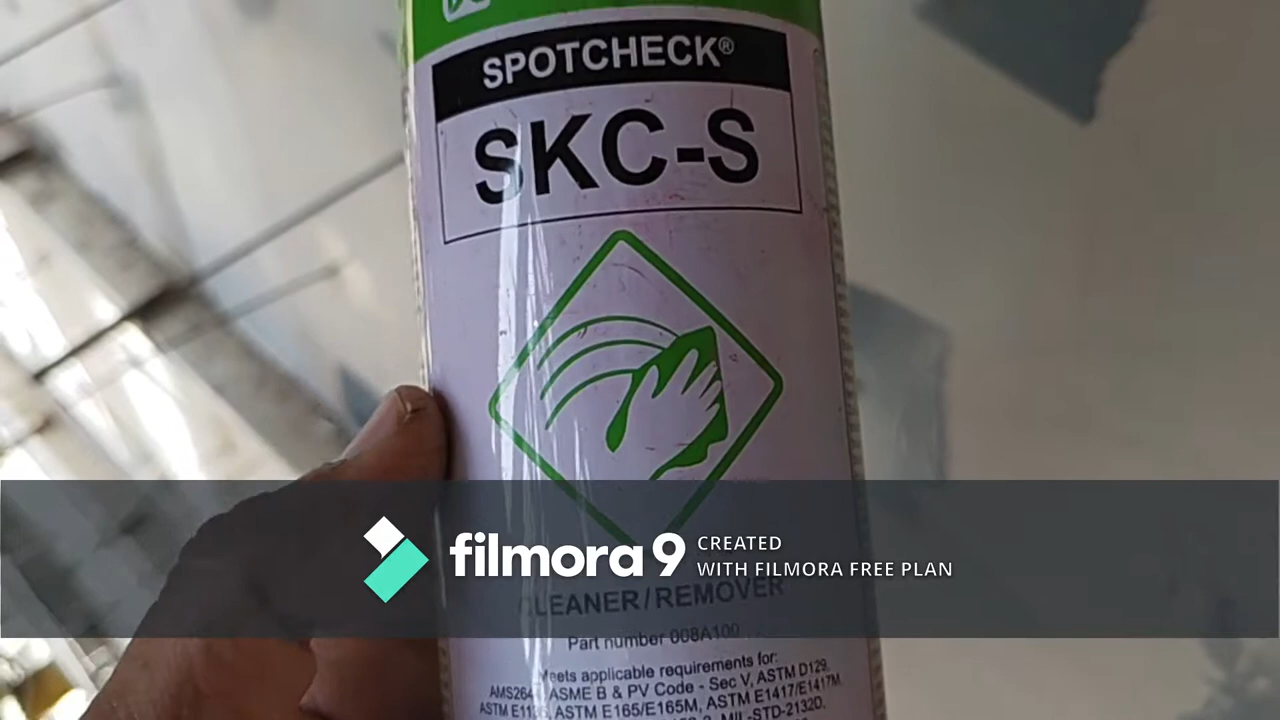 SPOTCHECK®
SKC-S
filmora 9
CREATED
WITH FILMORA FREE PLAN
CLEANER/REMOVER
Part number 008A100
Meets applicable requirements for:
ASME B & PV Code - Sec V, ASTM D129,
ASTM E165/E165M, ASTM E1417/E1417M
MIL-STD-2132D,